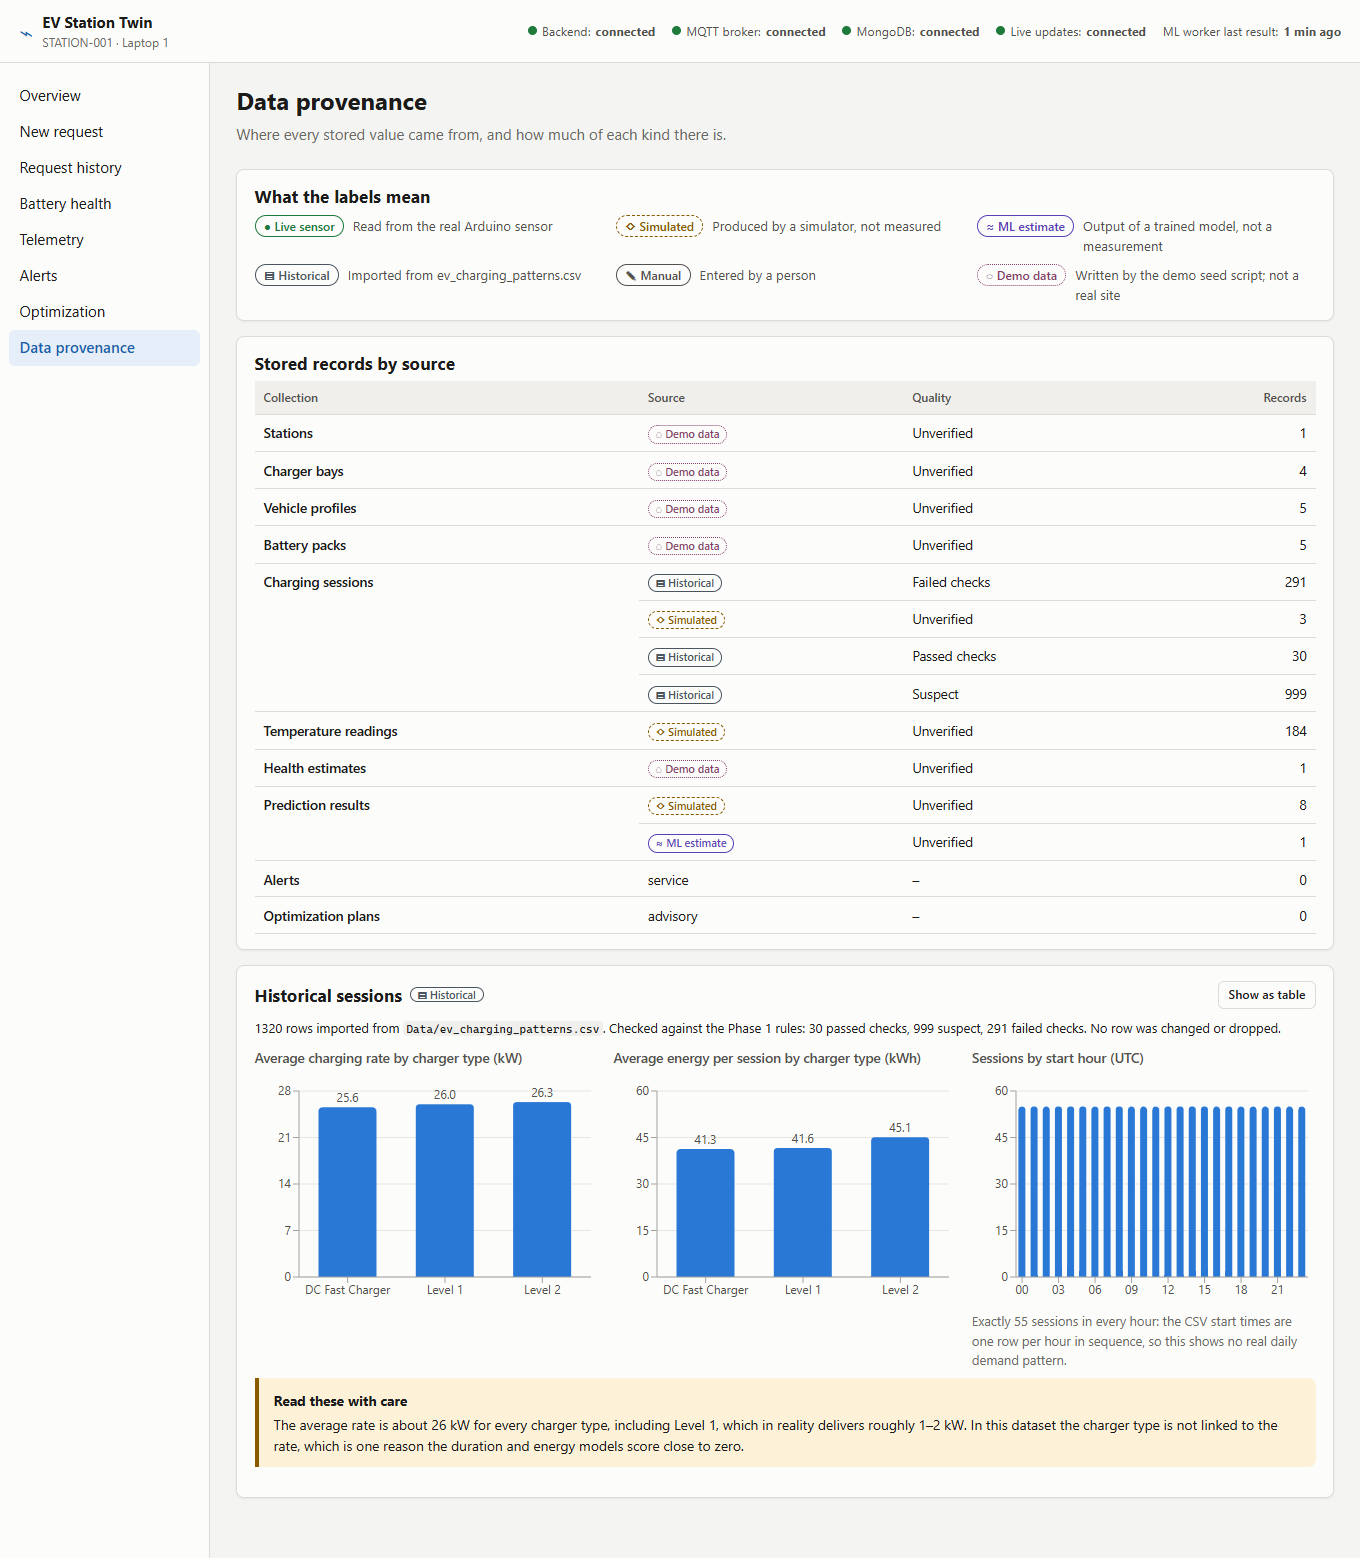 EV Station Twin
STATION-001 · Laptop 1
Backend: connected
MQTT broker: connected
MongoDB: connected
Live updates: connected
ML worker last result: 1 min ago
Overview
New request
Request history
Battery health
Telemetry
Alerts
Optimization
Data provenance
Data provenance
Where every stored value came from, and how much of each kind there is.
What the labels mean
Live sensor Read from the real Arduino sensor
Simulated Produced by a simulator, not measured
ML estimate Output of a trained model, not a
measurement
Historical Imported from ev_charging_patterns.csv
Manual Entered by a person
Demo data Written by the demo seed script; not a
real site
Stored records by source
Collection Source Quality Records
Stations Demo data Unverified 1
Charger bays Demo data Unverified 4
Vehicle profiles Demo data Unverified 5
Battery packs Demo data Unverified 5
Charging sessions Historical Failed checks 291
Simulated Unverified 3
Historical Passed checks 30
Historical Suspect 999
Temperature readings Simulated Unverified 184
Health estimates Demo data Unverified 1
Prediction results Simulated Unverified 8
ML estimate Unverified 1
Alerts service – 0
Optimization plans advisory – 0
Historical sessions Historical
Show as table
1320 rows imported from Data/ev_charging_patterns.csv. Checked against the Phase 1 rules: 30 passed checks, 999 suspect, 291 failed checks. No row was changed or dropped.
Average charging rate by charger type (kW)
28
21
14
7
0
25.6 26.0 26.3
DC Fast Charger Level 1 Level 2
Average energy per session by charger type (kWh)
60
45
30
15
0
41.3 41.6 45.1
DC Fast Charger Level 1 Level 2
Sessions by start hour (UTC)
60
45
30
15
0
00 03 06 09 12 15 18 21
Exactly 55 sessions in every hour: the CSV start times are
one row per hour in sequence, so this shows no real daily
demand pattern.
Read these with care
The average rate is about 26 kW for every charger type, including Level 1, which in reality delivers roughly 1–2 kW. In this dataset the charger type is not linked to the
rate, which is one reason the duration and energy models score close to zero.